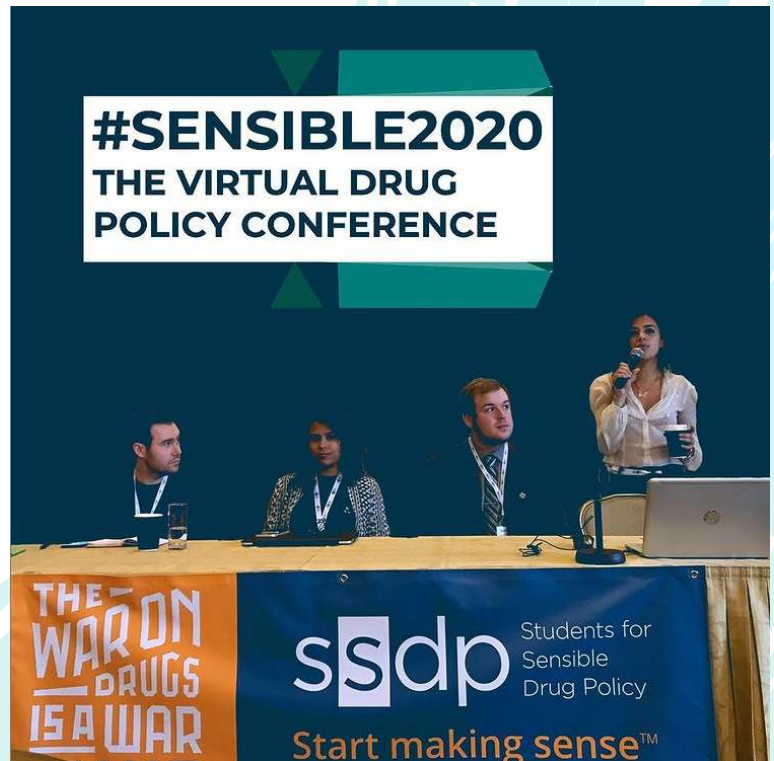 #SENSIBLE2020
THE VIRTUAL DRUG
POLICY CONFERENCE
THE
WAR ON
DRUGS
IS A WAR
ssdp
Students for
Sensible
Drug Policy
Start making sense™